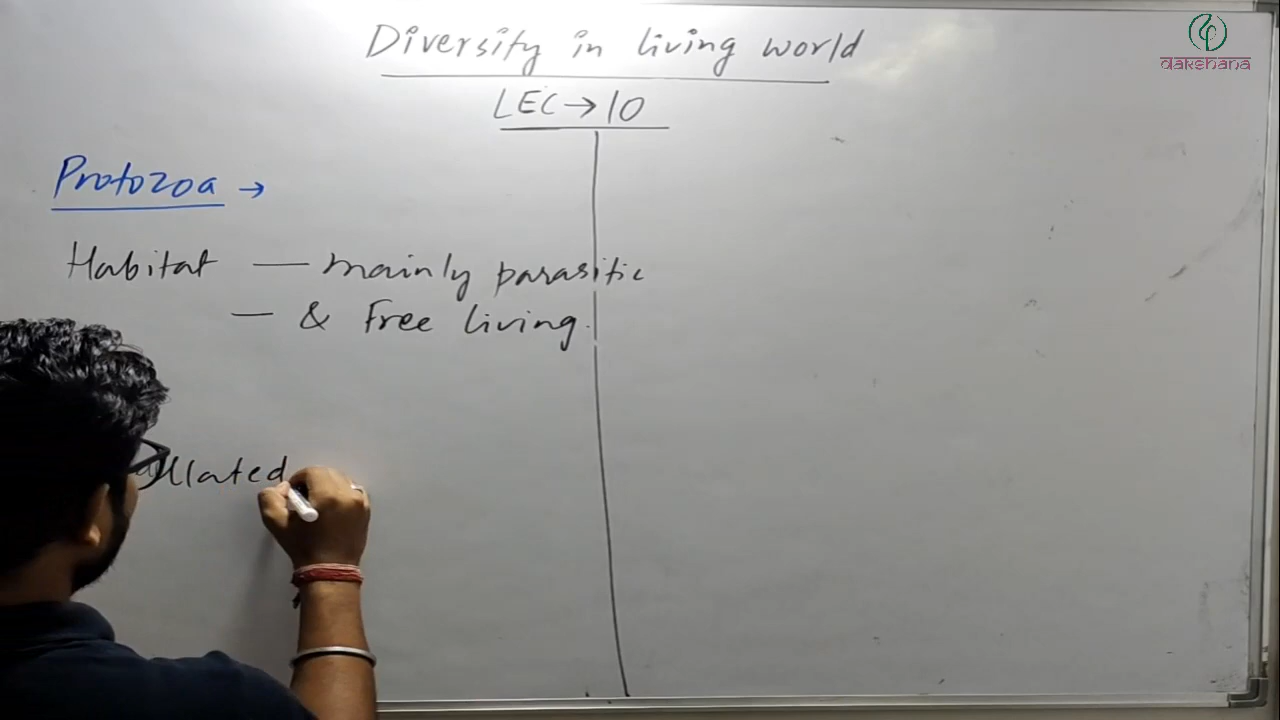 Diversity in living world
dakshana
LEC → 10
Protozoa →
Habitat — mainly parasitic
— & Free living.